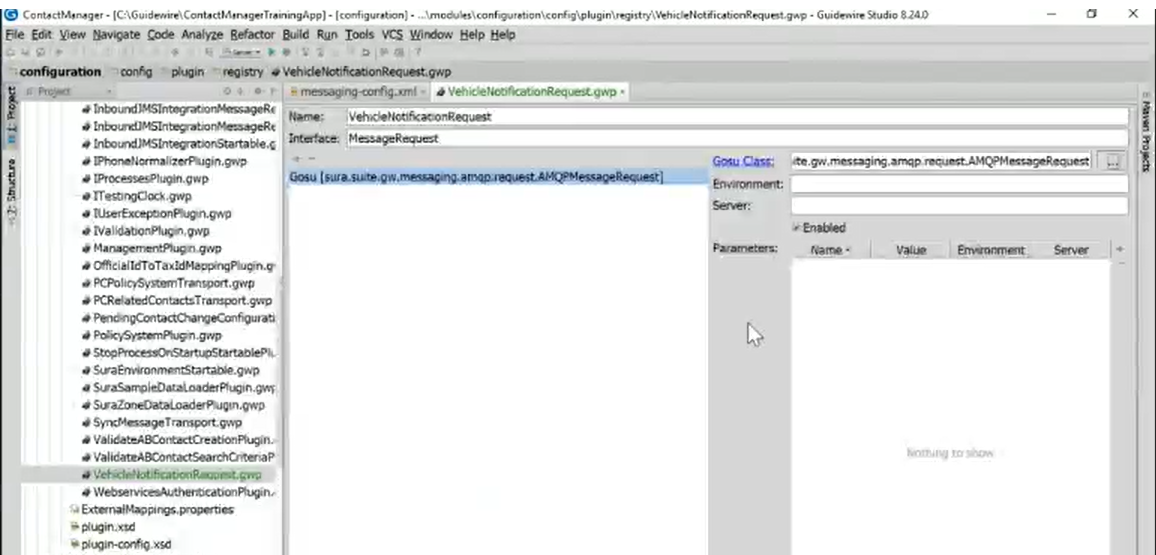 ContactManager - [C:\Guidewire\ContactManagerTrainingApp] - [configuration] - ...\modules\configuration\config\plugin\registry\VehicleNotificationRequest.gwp - Guidewire Studio 8.24.0
File Edit View Navigate Code Analyze Refactor Build Run Tools VCS Window Help Help
Server
configuration config plugin registry VehicleNotificationRequest.gwp
Project
messaging-config.xml
VehicleNotificationRequest.gwp
1: Project
2: Structure
Maven Projects
InboundJMSIntegrationMessageRe
InboundJMSIntegrationMessageRe
InboundJMSIntegrationStartable.g
IPhoneNormalizerPlugin.gwp
IProcessesPlugin.gwp
ITestingClock.gwp
IUserExceptionPlugin.gwp
IValidationPlugin.gwp
ManagementPlugin.gwp
OfficialIdToTaxIdMappingPlugin.g
PCPolicySystemTransport.gwp
PCRelatedContactsTransport.gwp
PendingContactChangeConfigurati
PolicySystemPlugin.gwp
StopProcessOnStartupStartablePl
SuraEnvironmentStartable.gwp
SuraSampleDataLoaderPlugin.gwp
SuraZoneDataLoaderPlugin.gwp
SyncMessageTransport.gwp
ValidateABContactCreationPlugin.
ValidateABContactSearchCriteriaP
VehicleNotificationRequest.gwp
WebservicesAuthenticationPlugin.
ExternalMappings.properties
plugin.xsd
plugin-config.xsd
Name: VehicleNotificationRequest
Interface: MessageRequest
Gosu [sura.suite.gw.messaging.amqp.request.AMQPMessageRequest]
Gosu Class: ite.gw.messaging.amqp.request.AMQPMessageRequest ...
Environment:
Server:
Enabled
Parameters: Name Value Environment Server
Nothing to show